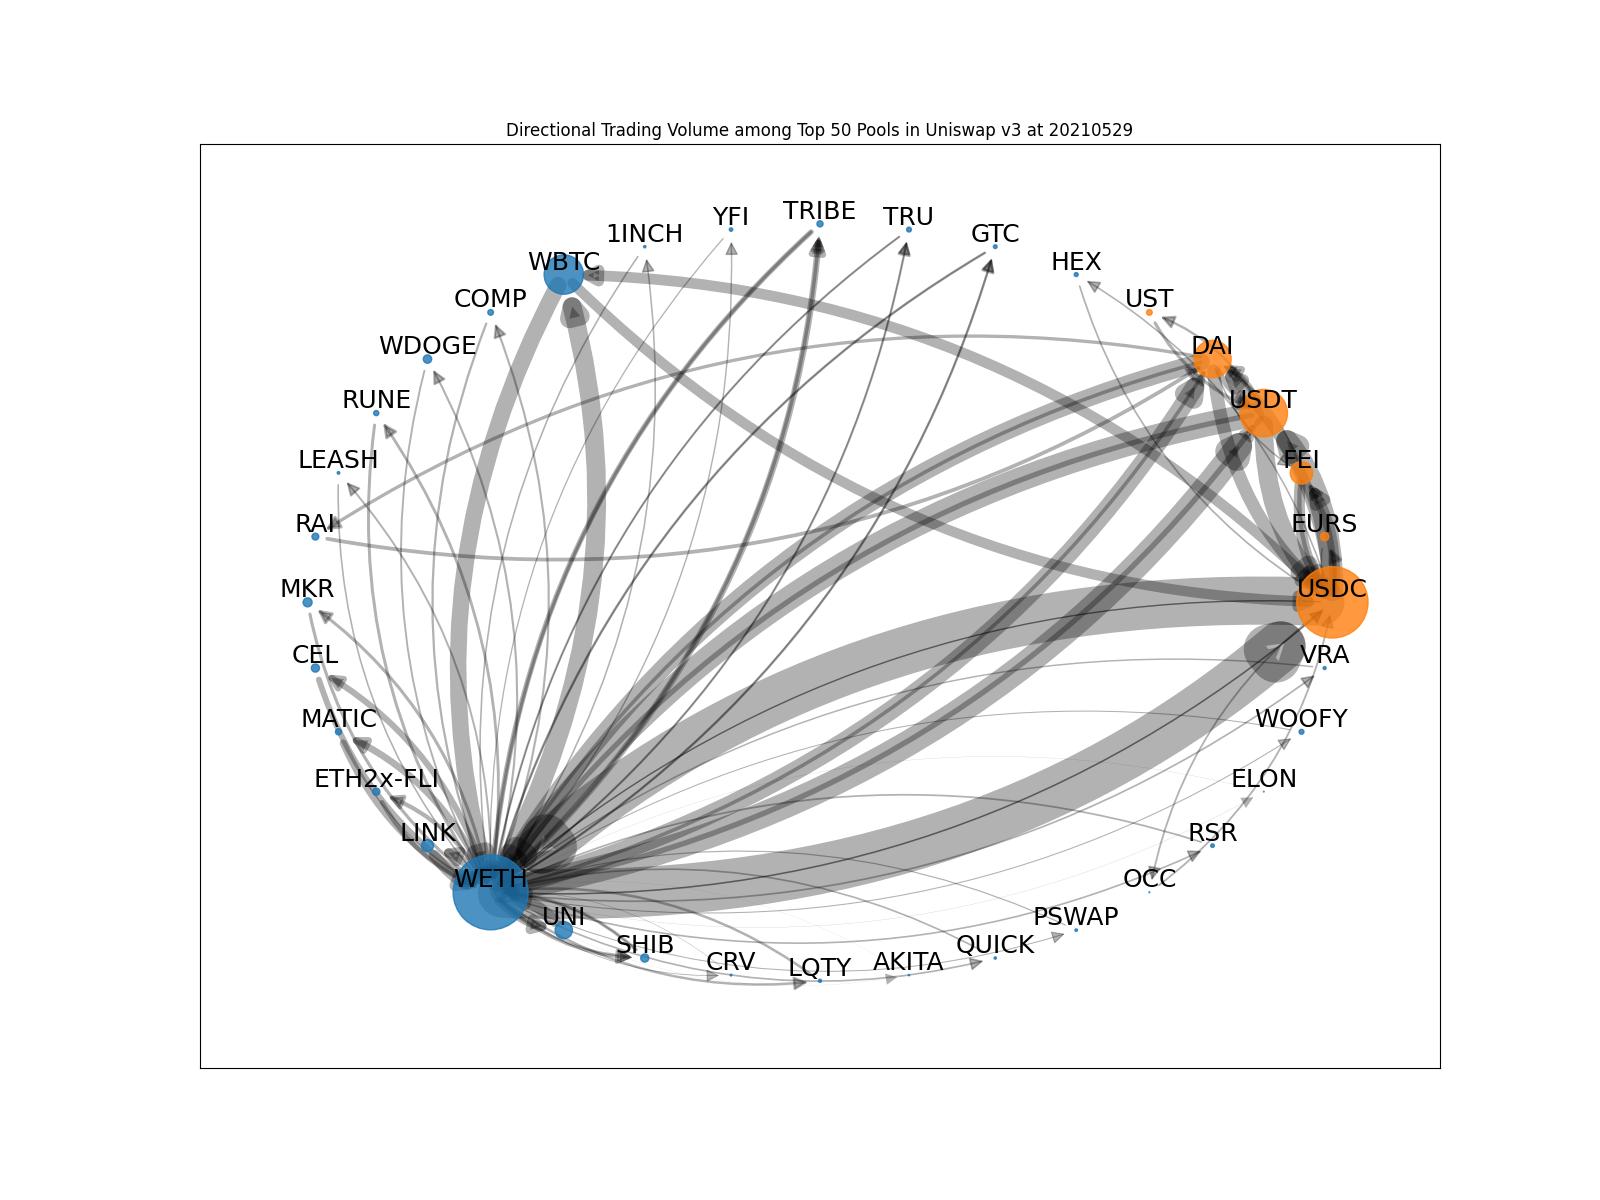 Directional Trading Volume among Top 50 Pools in Uniswap v3 at 20210529
TRIBE
YFI
TRU
1INCH
GTC
WBTC
HEX
COMP
UST
WDOGE
DAI
RUNE
USDT
LEASH
FEI
RAI
EURS
MKR
USDC
CEL
VRA
MATIC
WOOFY
ETH2x-FLI
ELON
LINK
RSR
WETH
OCC
UNI
PSWAP
SHIB
QUICK
CRV
AKITA
LQTY